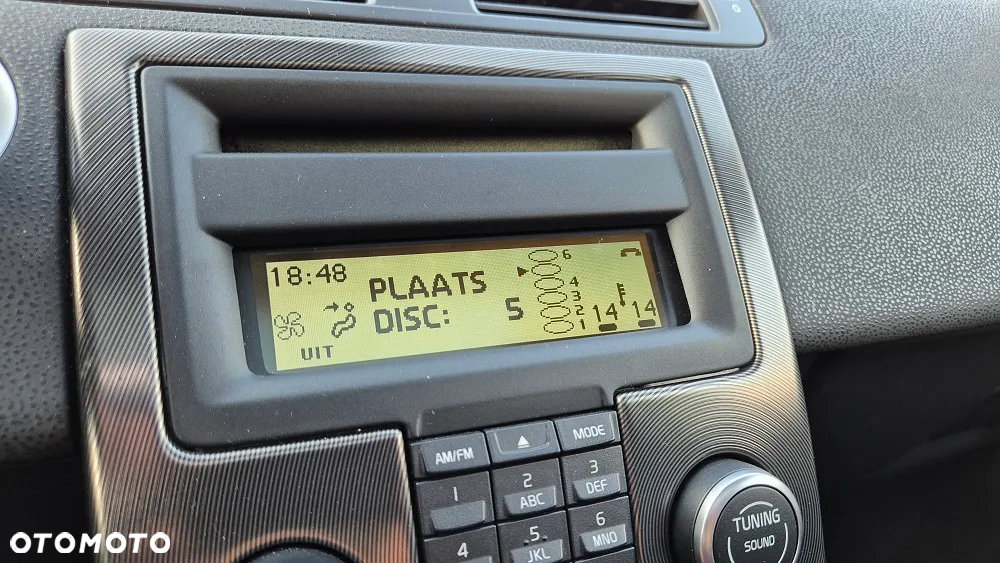 18:48
PLAATS
DISC: 5
UIT
6
4
3
2
1
14 14
AM/FM
MODE
1
2
ABC
3
DEF
4
5
JKL
6
MNO
TUNING
SOUND
OTOMOTO